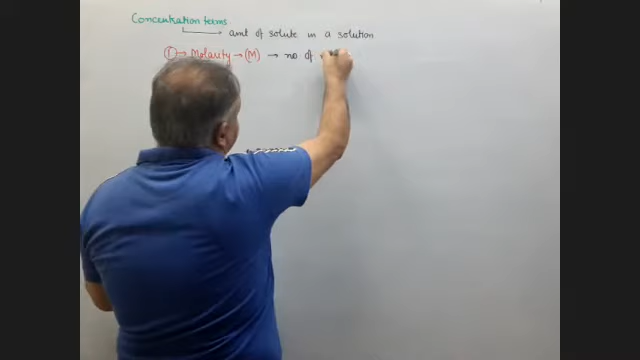 Concentration terms
→ amt of solute in a solution
① → Molarity → (M) → no of